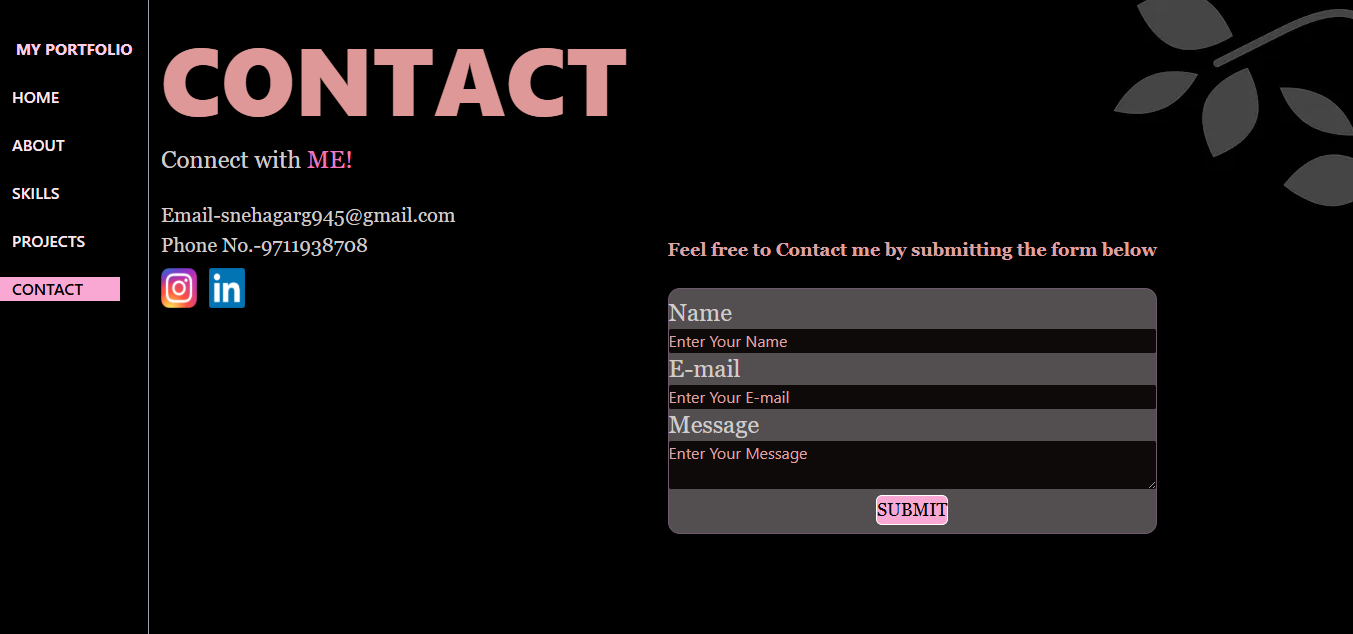 MY PORTFOLIO
HOME
ABOUT
SKILLS
PROJECTS
CONTACT
CONTACT
Connect with ME!
Email-snehagarg945@gmail.com
Phone No.-9711938708
in
Feel free to Contact me by submitting the form below
Name
Enter Your Name
E-mail
Enter Your E-mail
Message
Enter Your Message
SUBMIT